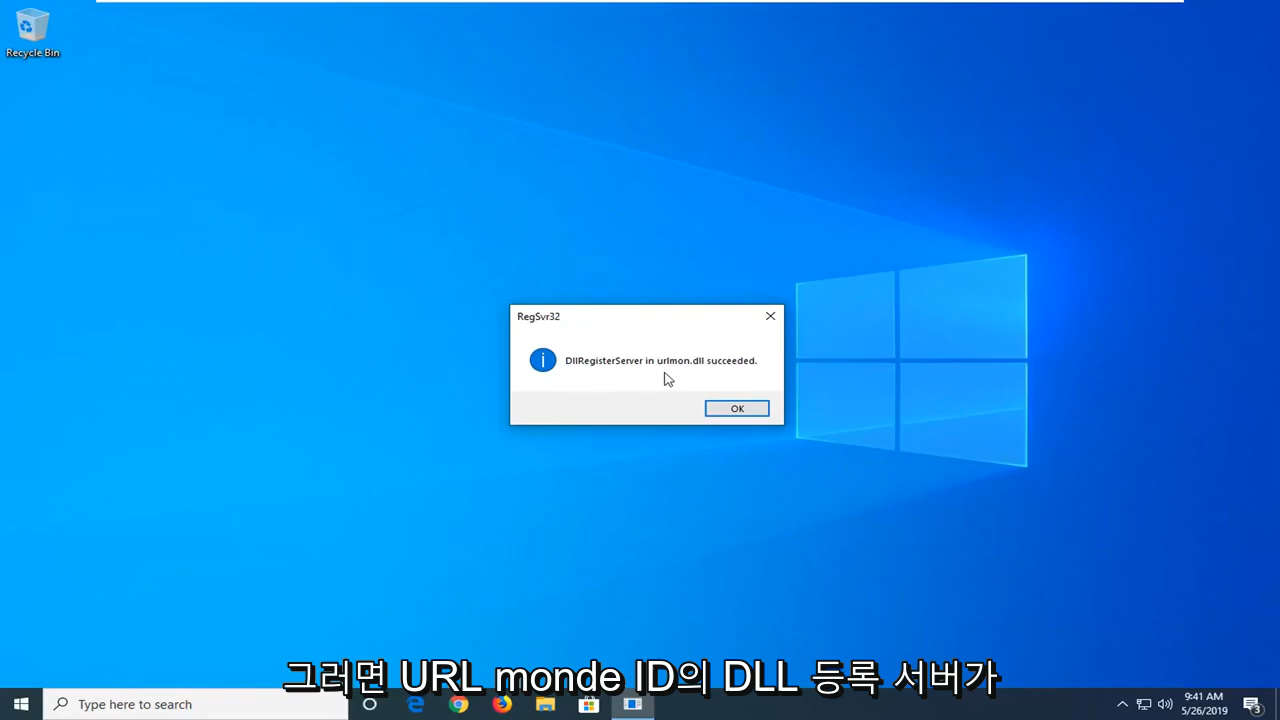 Recycle Bin
RegSvr32
DllRegisterServer in urlmon.dll succeeded.
OK
그러면 URL monde ID의 DLL 등록 서버가
Type here to search
9:41 AM
5/26/2019
3